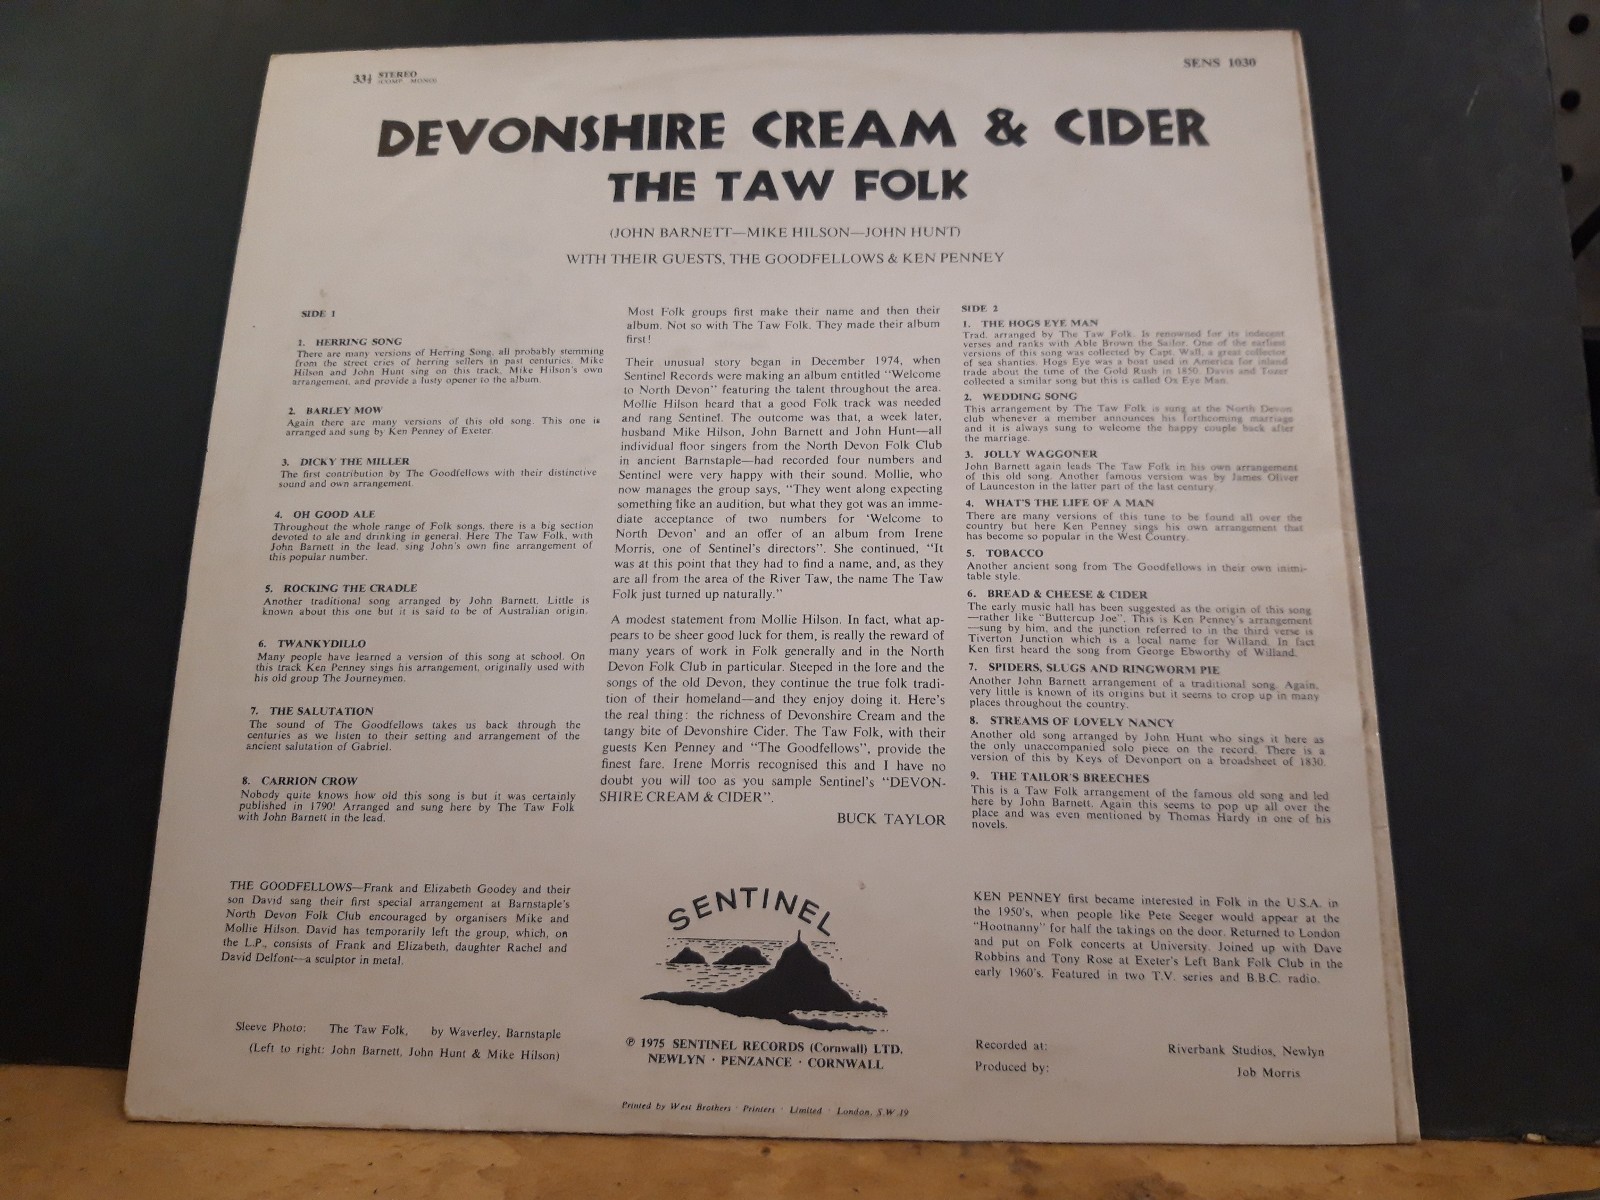 33⅓ STEREO
(COMP. MONO)
SENS 1030
DEVONSHIRE CREAM & CIDER
THE TAW FOLK
(JOHN BARNETT—MIKE HILSON—JOHN HUNT)
WITH THEIR GUESTS, THE GOODFELLOWS & KEN PENNEY
SIDE 1
1. HERRING SONG
There are many versions of Herring Song, all probably stemming
from the street cries of herring sellers in past centuries. Mike
Hilson and John Hunt sing on this track, Mike Hilson's own
arrangement, and provide a lusty opener to the album.
2. BARLEY MOW
Again there are many versions of this old song. This one is
arranged and sung by Ken Penney of Exeter.
3. DICKY THE MILLER
The first contribution by The Goodfellows with their distinctive
sound and own arrangement.
4. OH GOOD ALE
Throughout the whole range of Folk songs, there is a big section
devoted to ale and drinking in general. Here The Taw Folk, with
John Barnett in the lead, sing John's own fine arrangement of
this popular number.
5. ROCKING THE CRADLE
Another traditional song arranged by John Barnett. Little is
known about this one but it is said to be of Australian origin.
6. TWANKYDILLO
Many people have learned a version of this song at school. On
this track Ken Penney sings his arrangement, originally used with
his old group The Journeymen.
7. THE SALUTATION
The sound of The Goodfellows takes us back through the
centuries as we listen to their setting and arrangement of the
ancient salutation of Gabriel.
8. CARRION CROW
Nobody quite knows how old this song is but it was certainly
published in 1790! Arranged and sung here by The Taw Folk
with John Barnett in the lead.
Most Folk groups first make their name and then their
album. Not so with The Taw Folk. They made their album
first!
Their unusual story began in December 1974, when
Sentinel Records were making an album entitled "Welcome
to North Devon" featuring the talent throughout the area.
Mollie Hilson heard that a good Folk track was needed
and rang Sentinel. The outcome was that, a week later,
husband Mike Hilson, John Barnett and John Hunt—all
individual floor singers from the North Devon Folk Club
in ancient Barnstaple—had recorded four numbers and
Sentinel were very happy with their sound. Mollie, who
now manages the group says, "They went along expecting
something like an audition, but what they got was an imme-
diate acceptance of two numbers for 'Welcome to
North Devon' and an offer of an album from Irene
Morris, one of Sentinel's directors". She continued, "It
was at this point that they had to find a name, and, as they
are all from the area of the River Taw, the name The Taw
Folk just turned up naturally."
A modest statement from Mollie Hilson. In fact, what ap-
pears to be sheer good luck for them, is really the reward of
many years of work in Folk generally and in the North
Devon Folk Club in particular. Steeped in the lore and the
songs of the old Devon, they continue the true folk tradi-
tion of their homeland—and they enjoy doing it. Here's
the real thing: the richness of Devonshire Cream and the
tangy bite of Devonshire Cider. The Taw Folk, with their
guests Ken Penney and "The Goodfellows", provide the
finest fare. Irene Morris recognised this and I have no
doubt you will too as you sample Sentinel's "DEVON-
SHIRE CREAM & CIDER".
BUCK TAYLOR
SIDE 2
1. THE HOGS EYE MAN
Trad. arranged by The Taw Folk. Is renowned for its indecent
verses and ranks with Able Brown the Sailor. One of the earliest
versions of this song was collected by Capt. Wall, a great collector
of sea shanties. Hogs Eye was a boat used in America for inland
trade about the time of the Gold Rush in 1850. Davis and Tozer
collected a similar song but this is called Ox Eye Man.
2. WEDDING SONG
This arrangement by The Taw Folk is sung at the North Devon
club whenever a member announces his forthcoming marriage
and it is always sung to welcome the happy couple back after
the marriage.
3. JOLLY WAGGONER
John Barnett again leads The Taw Folk in his own arrangement
of this old song. Another famous version was by James Oliver
of Launceston in the latter part of the last century.
4. WHAT'S THE LIFE OF A MAN
There are many versions of this tune to be found all over the
country but here Ken Penney sings his own arrangement that
has become so popular in the West Country.
5. TOBACCO
Another ancient song from The Goodfellows in their own inimi-
table style.
6. BREAD & CHEESE & CIDER
The early music hall has been suggested as the origin of this song
—rather like "Buttercup Joe". This is Ken Penney's arrangement
—sung by him, and the junction referred to in the third verse is
Tiverton Junction which is a local name for Willand. In fact
Ken first heard the song from George Ebworthy of Willand.
7. SPIDERS, SLUGS AND RINGWORM PIE
Another John Barnett arrangement of a traditional song. Again,
very little is known of its origins but it seems to crop up in many
places throughout the country.
8. STREAMS OF LOVELY NANCY
Another old song arranged by John Hunt who sings it here as
the only unaccompanied solo piece on the record. There is a
version of this by Keys of Devonport on a broadsheet of 1830.
9. THE TAILOR'S BREECHES
This is a Taw Folk arrangement of the famous old song and led
here by John Barnett. Again this seems to pop up all over the
place and was even mentioned by Thomas Hardy in one of his
novels.
THE GOODFELLOWS—Frank and Elizabeth Goodey and their
son David sang their first special arrangement at Barnstaple's
North Devon Folk Club encouraged by organisers Mike and
Mollie Hilson. David has temporarily left the group, which, on
the L.P., consists of Frank and Elizabeth, daughter Rachel and
David Delfont—a sculptor in metal.
Sleeve Photo: The Taw Folk, by Waverley, Barnstaple
(Left to right: John Barnett, John Hunt & Mike Hilson)
SENTINEL
℗ 1975 SENTINEL RECORDS (Cornwall) LTD.
NEWLYN · PENZANCE · CORNWALL
KEN PENNEY first became interested in Folk in the U.S.A. in
the 1950's, when people like Pete Seeger would appear at the
"Hootnanny" for half the takings on the door. Returned to London
and put on Folk concerts at University. Joined up with Dave
Robbins and Tony Rose at Exeter's Left Bank Folk Club in the
early 1960's. Featured in two T.V. series and B.B.C. radio.
Recorded at: Riverbank Studios, Newlyn
Produced by: Job Morris
Printed by West Brothers · Printers · Limited · London, S.W.19